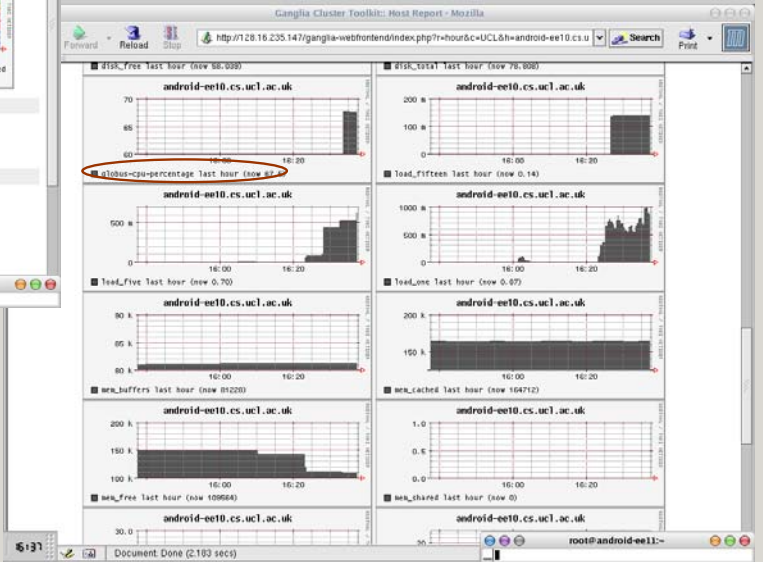 Ganglia Cluster Toolkit:: Host Report - Mozilla
Forward
Reload
Stop
http://128.16.235.147/ganglia-webfrontend/index.php?r=hour&c=UCL&h=android-ee10.cs.u
Search
Print
disk_free last hour (now 58.038)
disk_total last hour (now 78.808)
android-ee10.cs.ucl.ac.uk
70
65
60
16:00
16:20
globus-cpu-percentage last hour (now
android-ee10.cs.ucl.ac.uk
200 m
100 m
0
16:00
16:20
load_fifteen last hour (now 0.14)
android-ee10.cs.ucl.ac.uk
500 m
0
16:00
16:20
load_five last hour (now 0.70)
android-ee10.cs.ucl.ac.uk
1000 m
500 m
0
16:00
16:20
load_one last hour (now 0.87)
android-ee10.cs.ucl.ac.uk
90 k
85 k
80 k
16:00
16:20
mem_buffers last hour (now 81220)
android-ee10.cs.ucl.ac.uk
200 k
150 k
16:00
16:20
mem_cached last hour (now 164712)
android-ee10.cs.ucl.ac.uk
200 k
150 k
100 k
16:00
16:20
mem_free last hour (now 109564)
android-ee10.cs.ucl.ac.uk
1.0
0.5
0.0
16:00
16:20
mem_shared last hour (now 0)
android-ee10.cs.ucl.ac.uk
30.0
android-ee10.cs.ucl.ac.uk
20
16:37
Document: Done (2.183 secs)
root@android-ee11:~